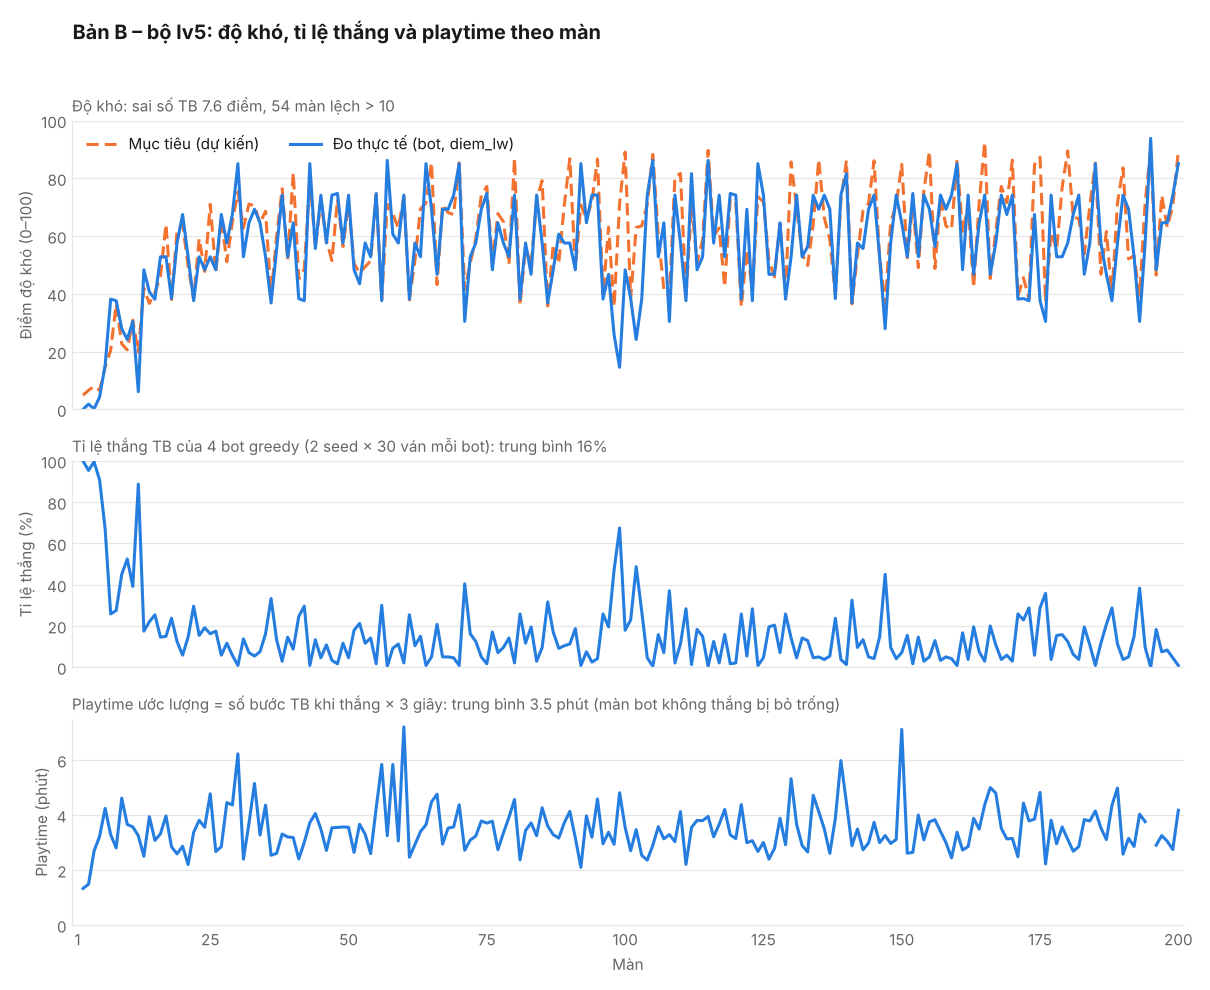 Bản B – bộ lv5: độ khó, tỉ lệ thắng và playtime theo màn
Độ khó: sai số TB 7.6 điểm, 54 màn lệch > 10
Mục tiêu (dự kiến)
Đo thực tế (bot, diem_lw)
Điểm độ khó (0–100)
100
80
60
40
20
0
Tỉ lệ thắng TB của 4 bot greedy (2 seed × 30 ván mỗi bot): trung bình 16%
Tỉ lệ thắng (%)
100
80
60
40
20
0
Playtime ước lượng = số bước TB khi thắng × 3 giây: trung bình 3.5 phút (màn bot không thắng bị bỏ trống)
Playtime (phút)
6
4
2
0
1 25 50 75 100 125 150 175 200
Màn